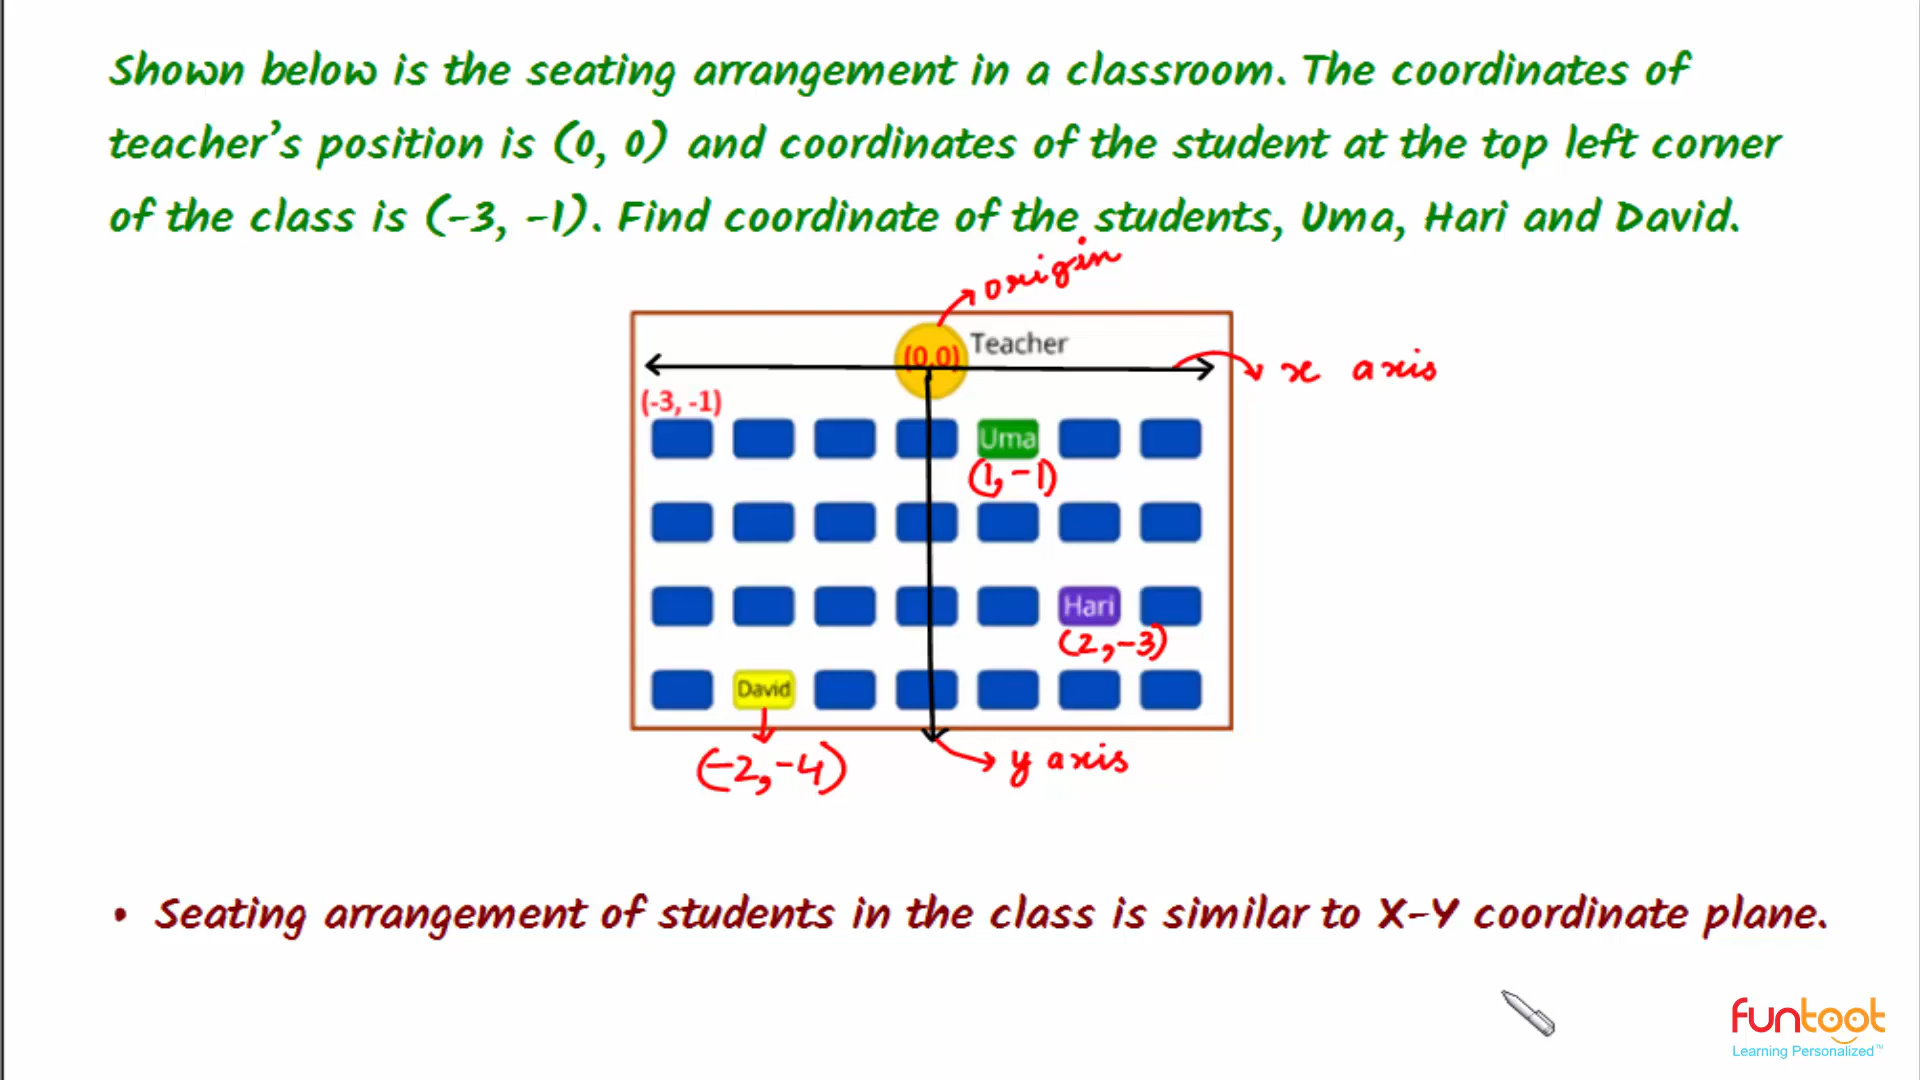 Shown below is the seating arrangement in a classroom. The coordinates of
teacher's position is (0, 0) and coordinates of the student at the top left corner
of the class is (-3, -1). Find coordinate of the students, Uma, Hari and David.
origin
Teacher
(0,0)
x axis
(-3, -1)
Uma
(1, -1)
Hari
(2, -3)
David
(-2, -4)
y axis
• Seating arrangement of students in the class is similar to X-Y coordinate plane.
funtoot
Learning Personalized™